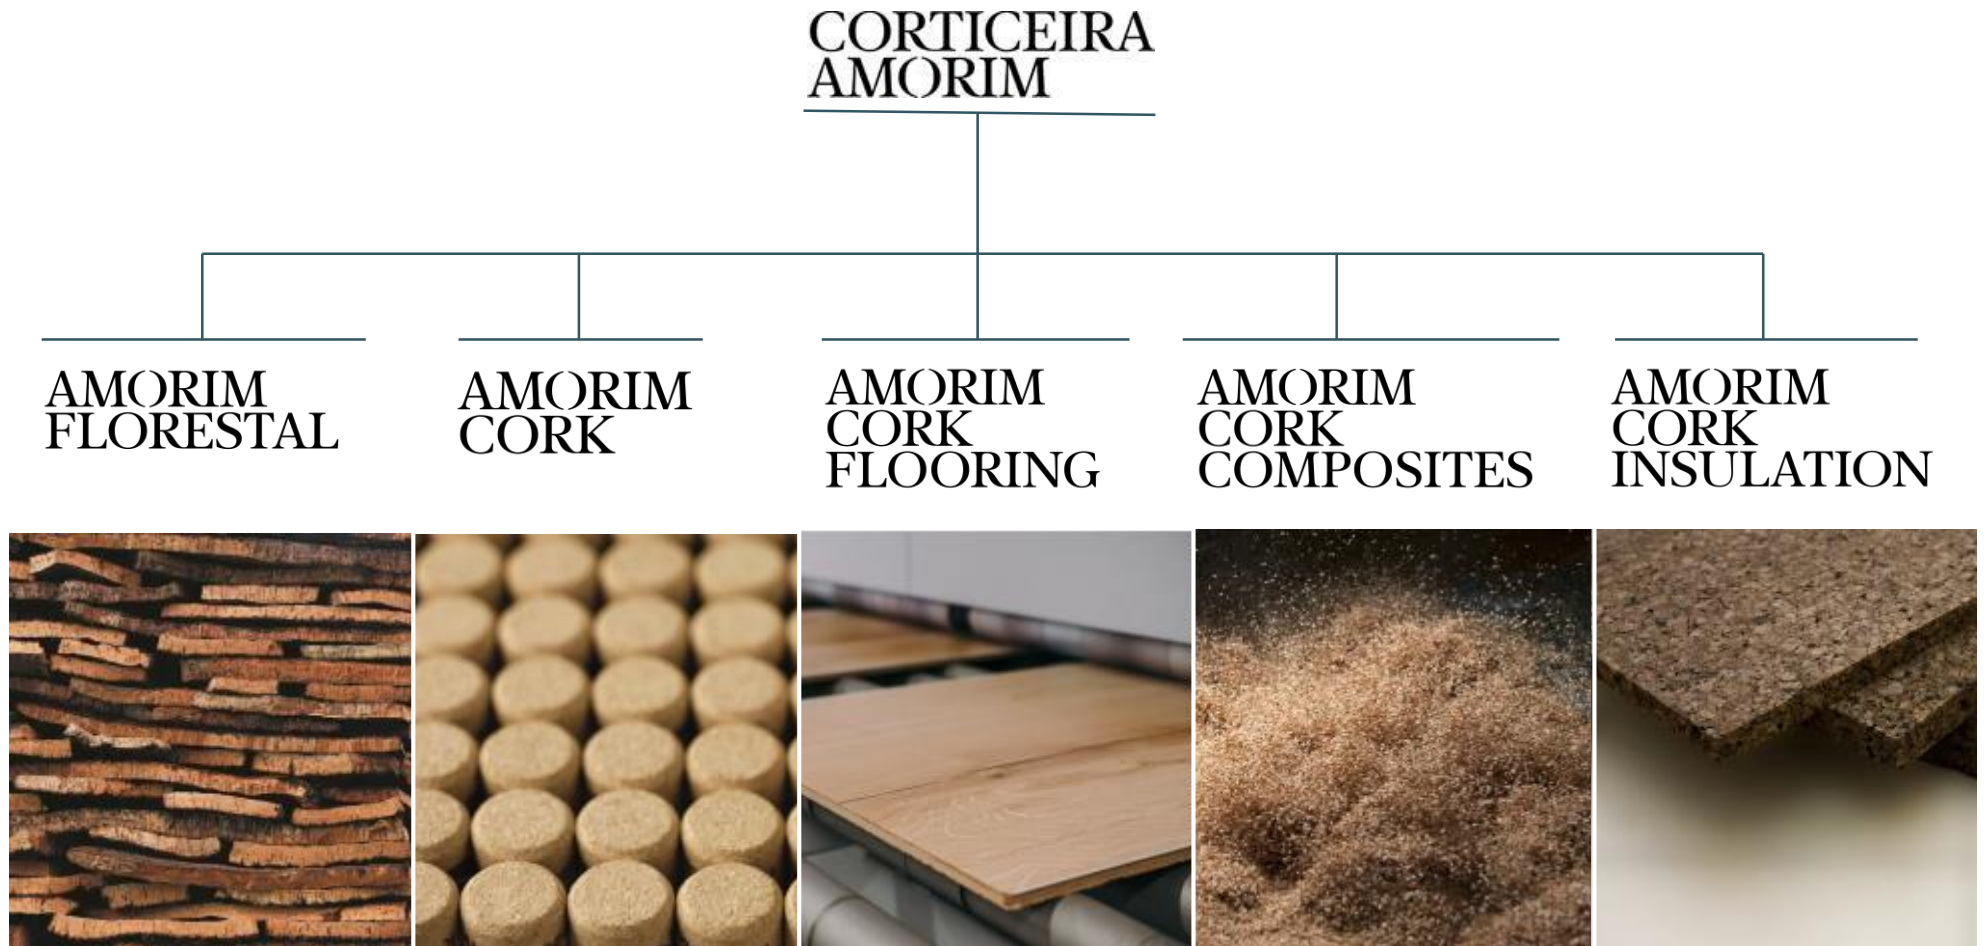 CORTICEIRA
AMORIM
AMORIM
FLORESTAL
AMORIM
CORK
AMORIM
CORK
FLOORING
AMORIM
CORK
COMPOSITES
AMORIM
CORK
INSULATION